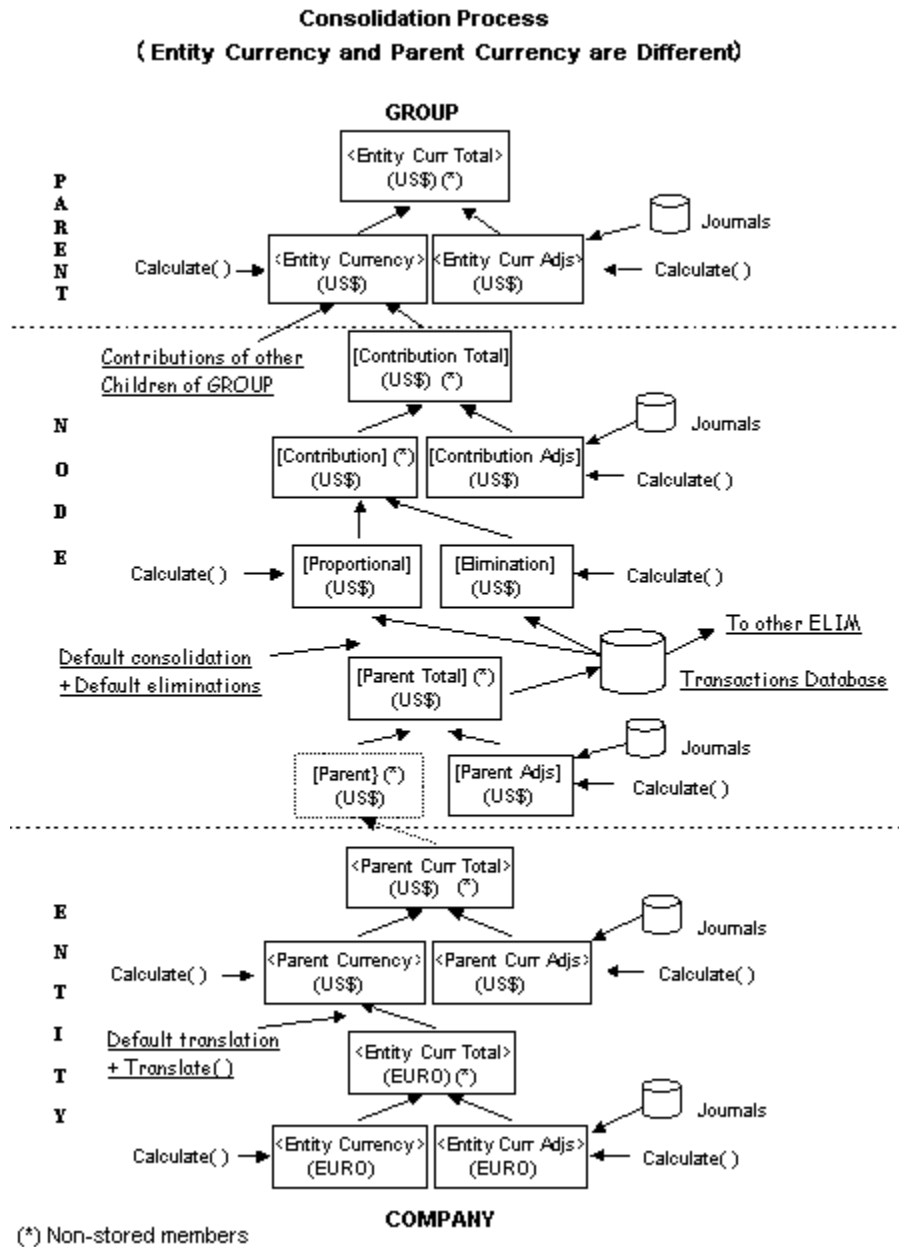 Consolidation Process
( Entity Currency and Parent Currency are Different)
GROUP
<Entity Curr Total>
(US$) (*)
PARENT
Journals
Calculate( )
<Entity Currency>
(US$)
<Entity Curr Adjs>
(US$)
Calculate( )
Contributions of other
Children of GROUP
[Contribution Total]
(US$) (*)
NODE
Journals
[Contribution] (*)
(US$)
[Contribution Adjs]
(US$)
Calculate( )
Calculate( )
[Proportional]
(US$)
[Elimination]
(US$)
Calculate( )
To other ELIM
Default consolidation
+ Default eliminations
[Parent Total] (*)
(US$)
Transactions Database
Journals
[Parent} (*)
(US$)
[Parent Adjs]
(US$)
Calculate( )
<Parent Curr Total>
(US$) (*)
ENTITY
Journals
Calculate( )
<Parent Currency>
(US$)
<Parent Curr Adjs>
(US$)
Calculate( )
Default translation
+ Translate( )
<Entity Curr Total>
(EURO) (*)
Journals
Calculate( )
<Entity Currency>
(EURO)
<Entity Curr Adjs>
(EURO)
Calculate( )
COMPANY
(*) Non-stored members